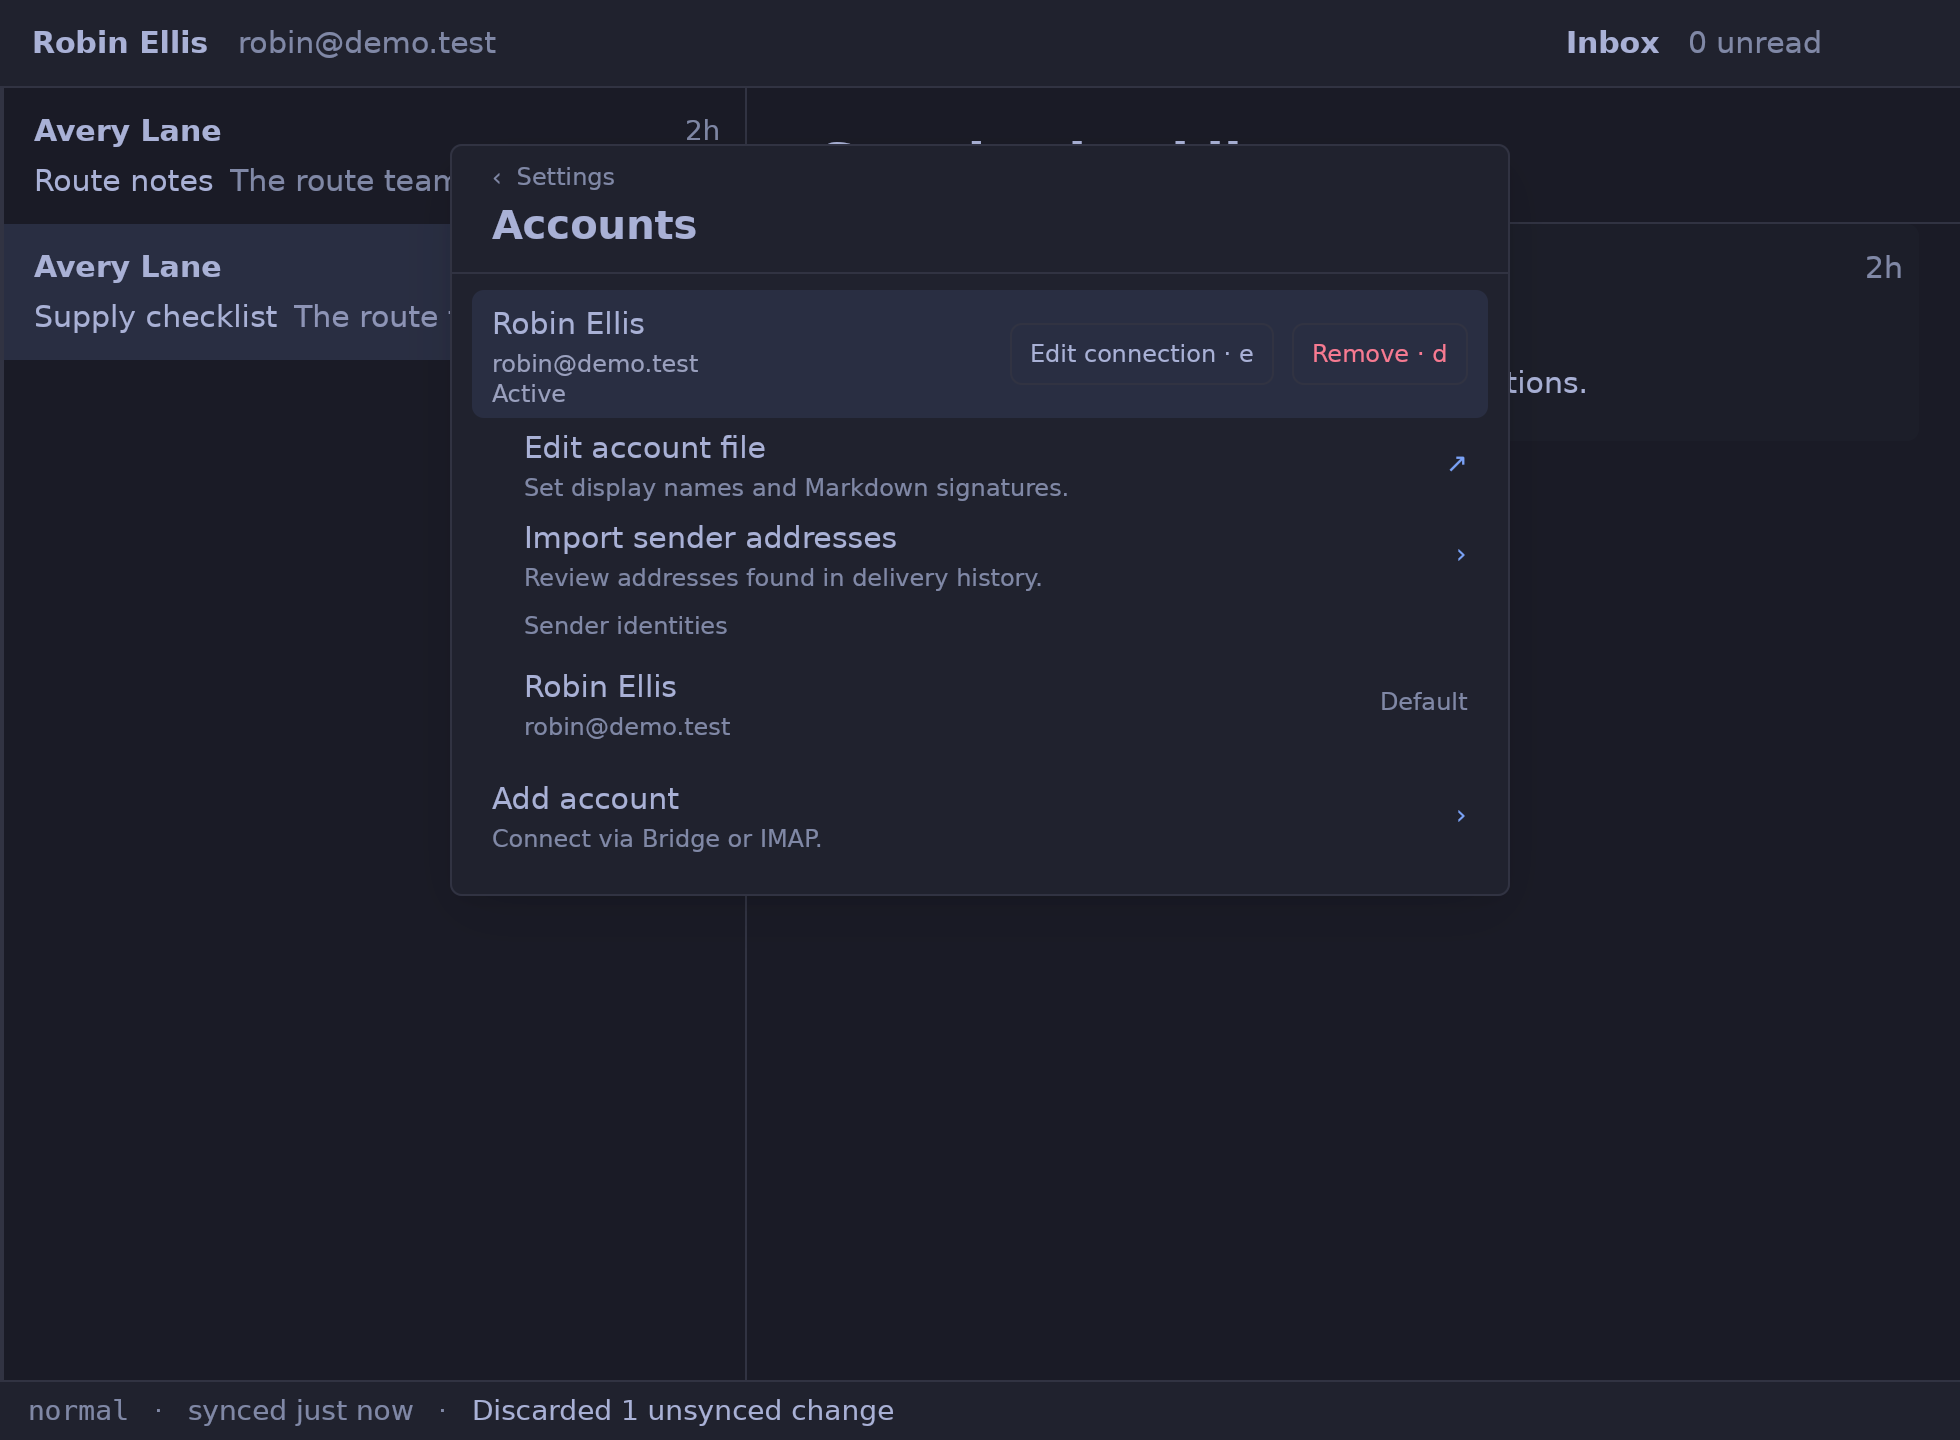 Robin Ellis robin@demo.test
Inbox 0 unread
Avery Lane 2h
Route notes The route team
Avery Lane
Supply checklist The route
‹ Settings
Accounts
Robin Ellis
robin@demo.test
Active
Edit connection · e
Remove · d
Edit account file
Set display names and Markdown signatures.
↗
Import sender addresses
Review addresses found in delivery history.
›
Sender identities
Robin Ellis
robin@demo.test
Default
Add account
Connect via Bridge or IMAP.
›
2h
tions.
normal · synced just now · Discarded 1 unsynced change